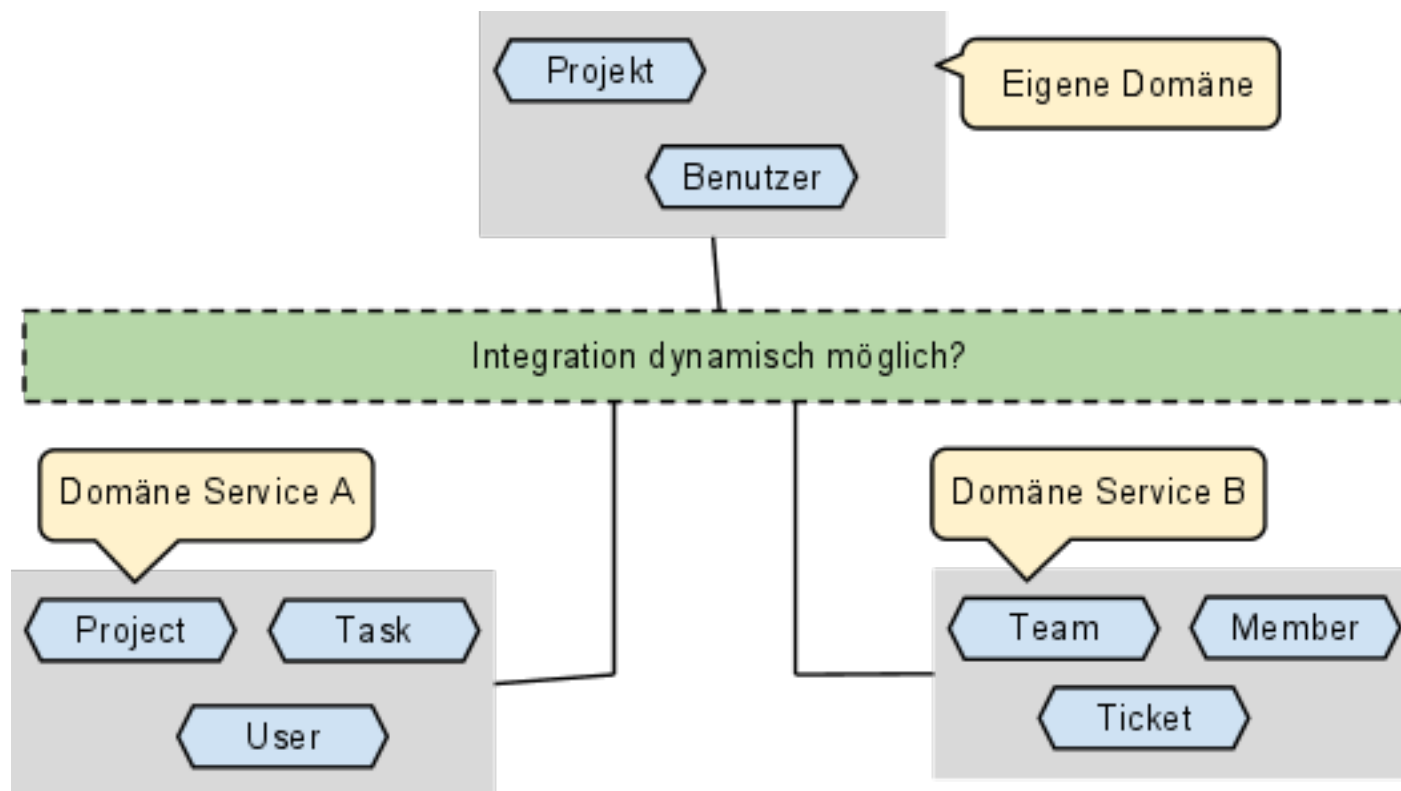 Projekt
Eigene Domäne
Benutzer
Integration dynamisch möglich?
Domäne Service A
Domäne Service B
Project
Task
User
Team
Member
Ticket